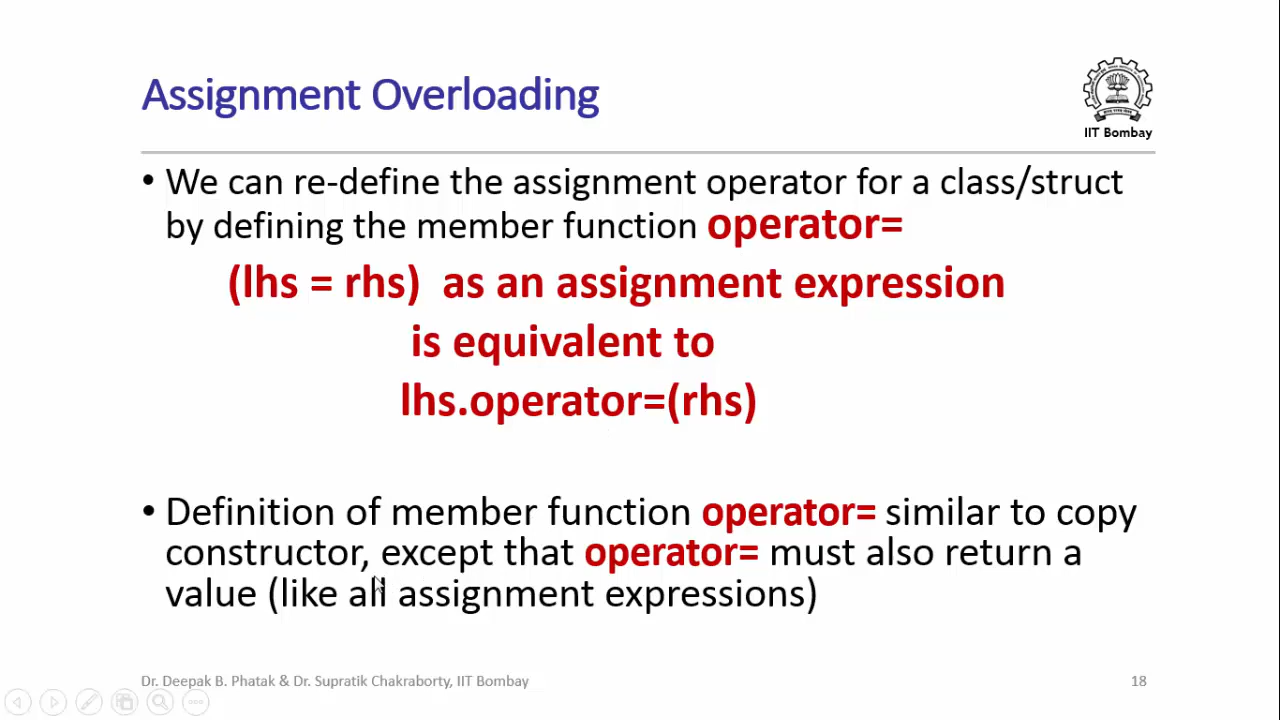 Assignment Overloading
IIT Bombay
• We can re-define the assignment operator for a class/struct
by defining the member function operator=
(lhs = rhs) as an assignment expression
is equivalent to
lhs.operator=(rhs)
• Definition of member function operator= similar to copy
constructor, except that operator= must also return a
value (like all assignment expressions)
Dr. Deepak B. Phatak & Dr. Supratik Chakraborty, IIT Bombay
18